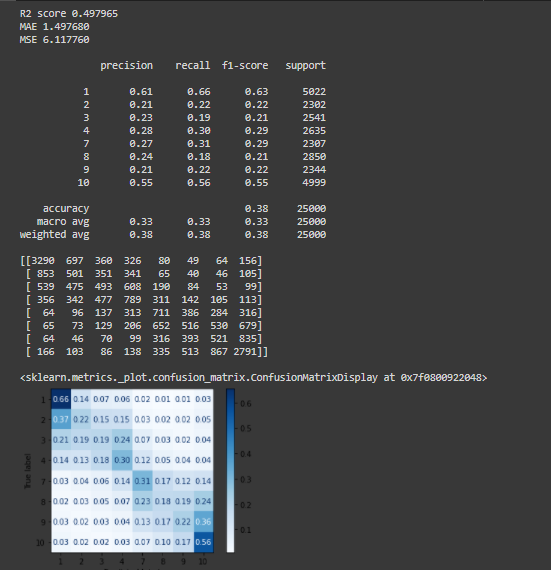 R2 score 0.497965
MAE 1.497680
MSE 6.117760
precision recall f1-score support
1 0.61 0.66 0.63 5022
2 0.21 0.22 0.22 2302
3 0.23 0.19 0.21 2541
4 0.28 0.30 0.29 2635
7 0.27 0.31 0.29 2307
8 0.24 0.18 0.21 2850
9 0.21 0.22 0.22 2344
10 0.55 0.56 0.55 4999
accuracy 0.38 25000
macro avg 0.33 0.33 0.33 25000
weighted avg 0.38 0.38 0.38 25000
[[3290 697 360 326 80 49 64 156]
[ 853 501 351 341 65 40 46 105]
[ 539 475 493 608 190 84 53 99]
[ 356 342 477 789 311 142 105 113]
[ 64 96 137 313 711 386 284 316]
[ 65 73 129 206 652 516 530 679]
[ 64 46 70 99 316 393 521 835]
[ 166 103 86 138 335 513 867 2791]]
<sklearn.metrics._plot.confusion_matrix.ConfusionMatrixDisplay at 0x7f0800922048>
1 0.66 0.14 0.07 0.06 0.02 0.01 0.01 0.03
2 0.37 0.22 0.15 0.15 0.03 0.02 0.02 0.05
3 0.21 0.19 0.19 0.24 0.07 0.03 0.02 0.04
4 0.14 0.13 0.18 0.30 0.12 0.05 0.04 0.04
7 0.03 0.04 0.06 0.14 0.31 0.17 0.12 0.14
8 0.02 0.03 0.05 0.07 0.23 0.18 0.19 0.24
9 0.03 0.02 0.03 0.04 0.13 0.17 0.22 0.36
10 0.03 0.02 0.02 0.03 0.07 0.10 0.17 0.56
1 2 3 4 7 8 9 10
True label
0.6
0.5
0.4
0.3
0.2
0.1